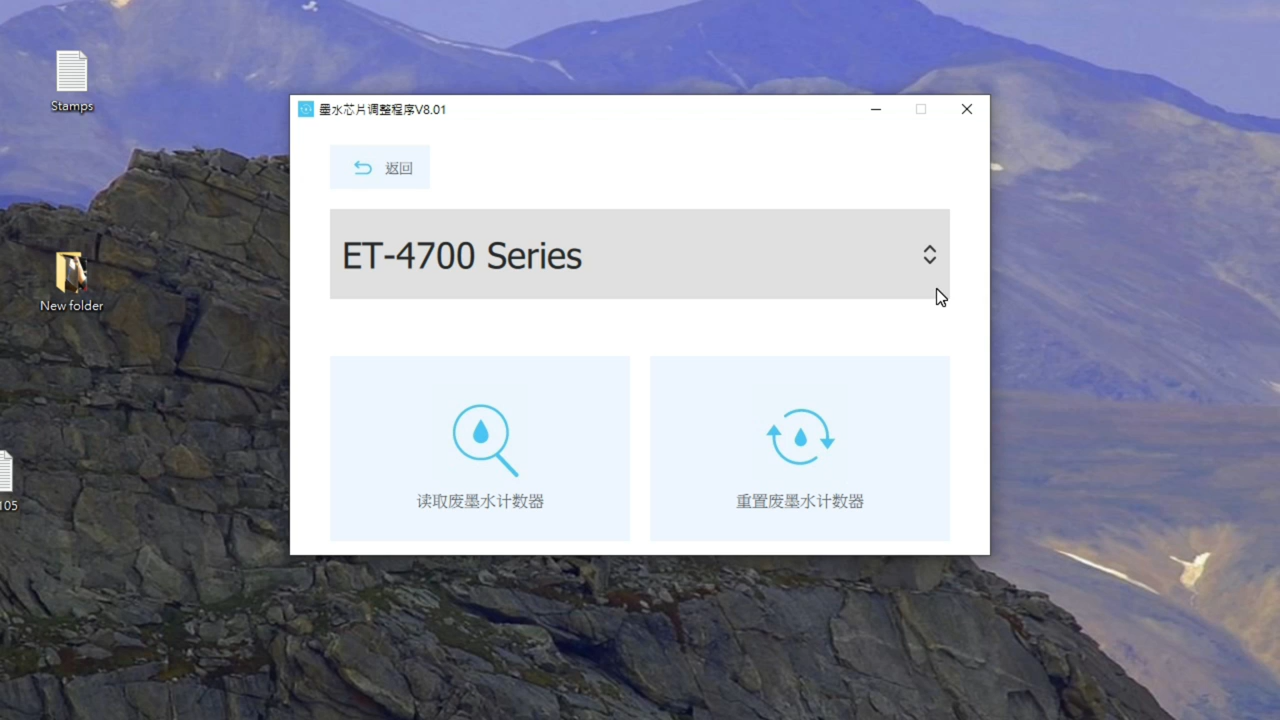 Stamps
New folder
105
墨水芯片调整程序V8.01
返回
ET-4700 Series
读取废墨水计数器
重置废墨水计数器